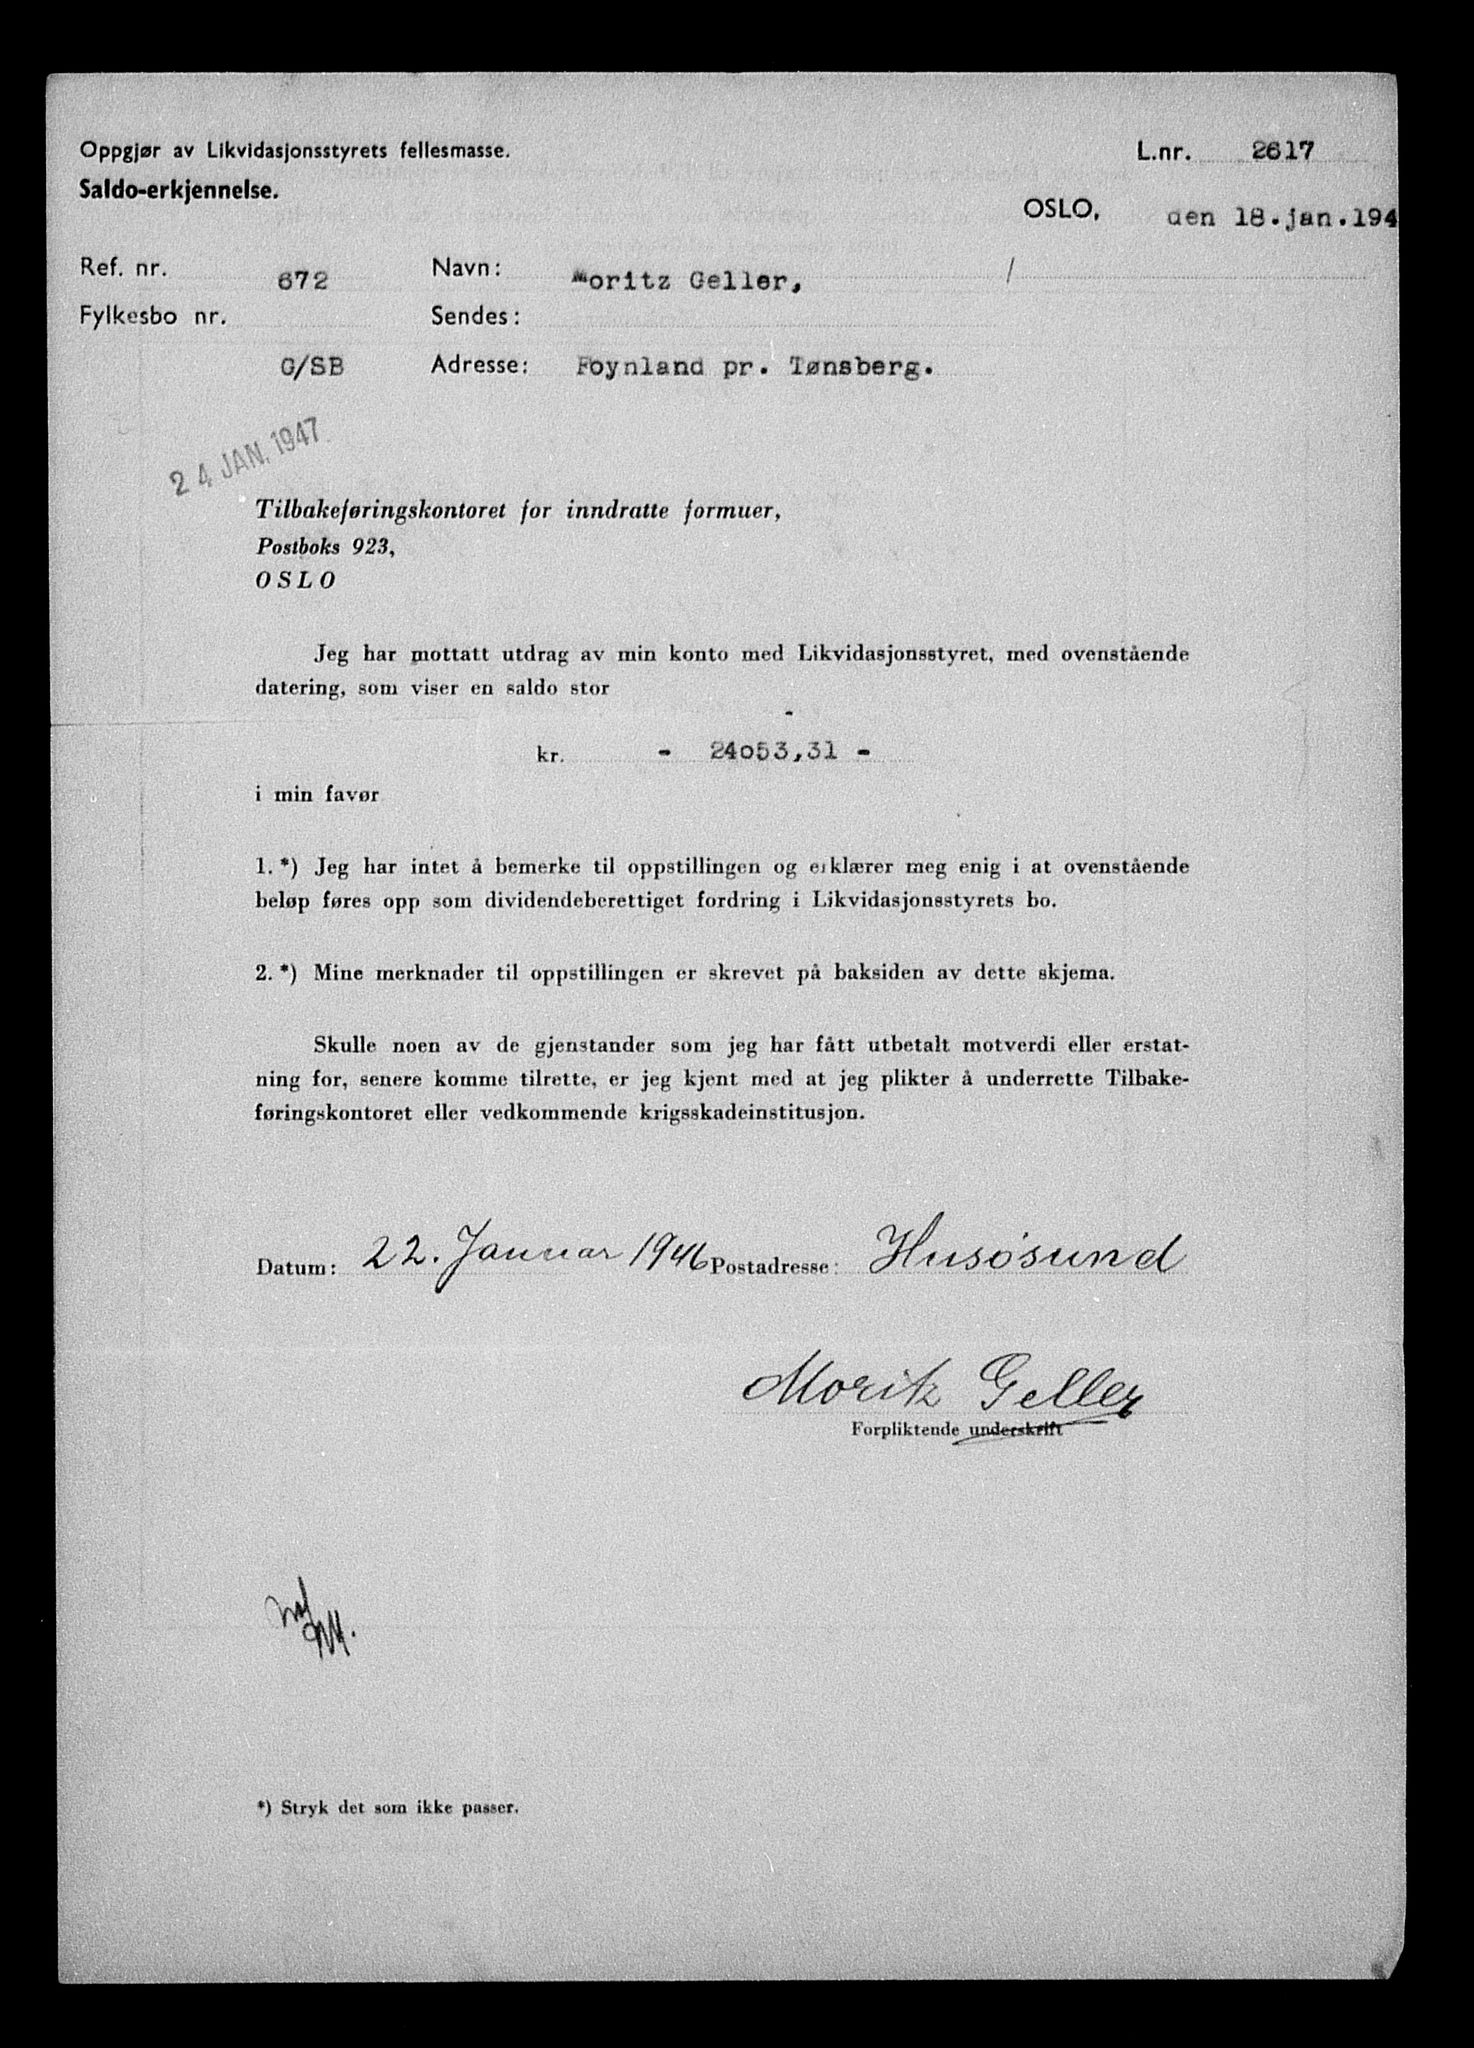 Oppgjør av Likvidasjonsstyrets fellesmasse. L.nr. 2617
Saldo-erkjennelse.
OSLO, den 18.jan.194
Ref. nr. 672 Navn: Moritz Geller, /
Fylkesbo nr. Sendes:
G/SB Adresse: Foynland pr. Tønsberg.
24 JAN. 1947
Tilbakeføringskontoret for inndratte formuer,
Postboks 923,
OSLO
Jeg har mottatt utdrag av min konto med Likvidasjonsstyret, med ovenstående
datering, som viser en saldo stor
kr. - 24053,31 -
i min favør
1. *) Jeg har intet å bemerke til oppstillingen og erklærer meg enig i at ovenstående
beløp føres opp som dividendeberettiget fordring i Likvidasjonsstyrets bo.
2. *) Mine merknader til oppstillingen er skrevet på baksiden av dette skjema.
Skulle noen av de gjenstander som jeg har fått utbetalt motverdi eller erstat-
ning for, senere komme tilrette, er jeg kjent med at jeg plikter å underrette Tilbake-
føringskontoret eller vedkommende krigsskadeinstitusjon.
Datum: 22. Januar 1946 Postadresse: Husøsund
Moritz Geller
Forpliktende underskrift
*) Stryk det som ikke passer.